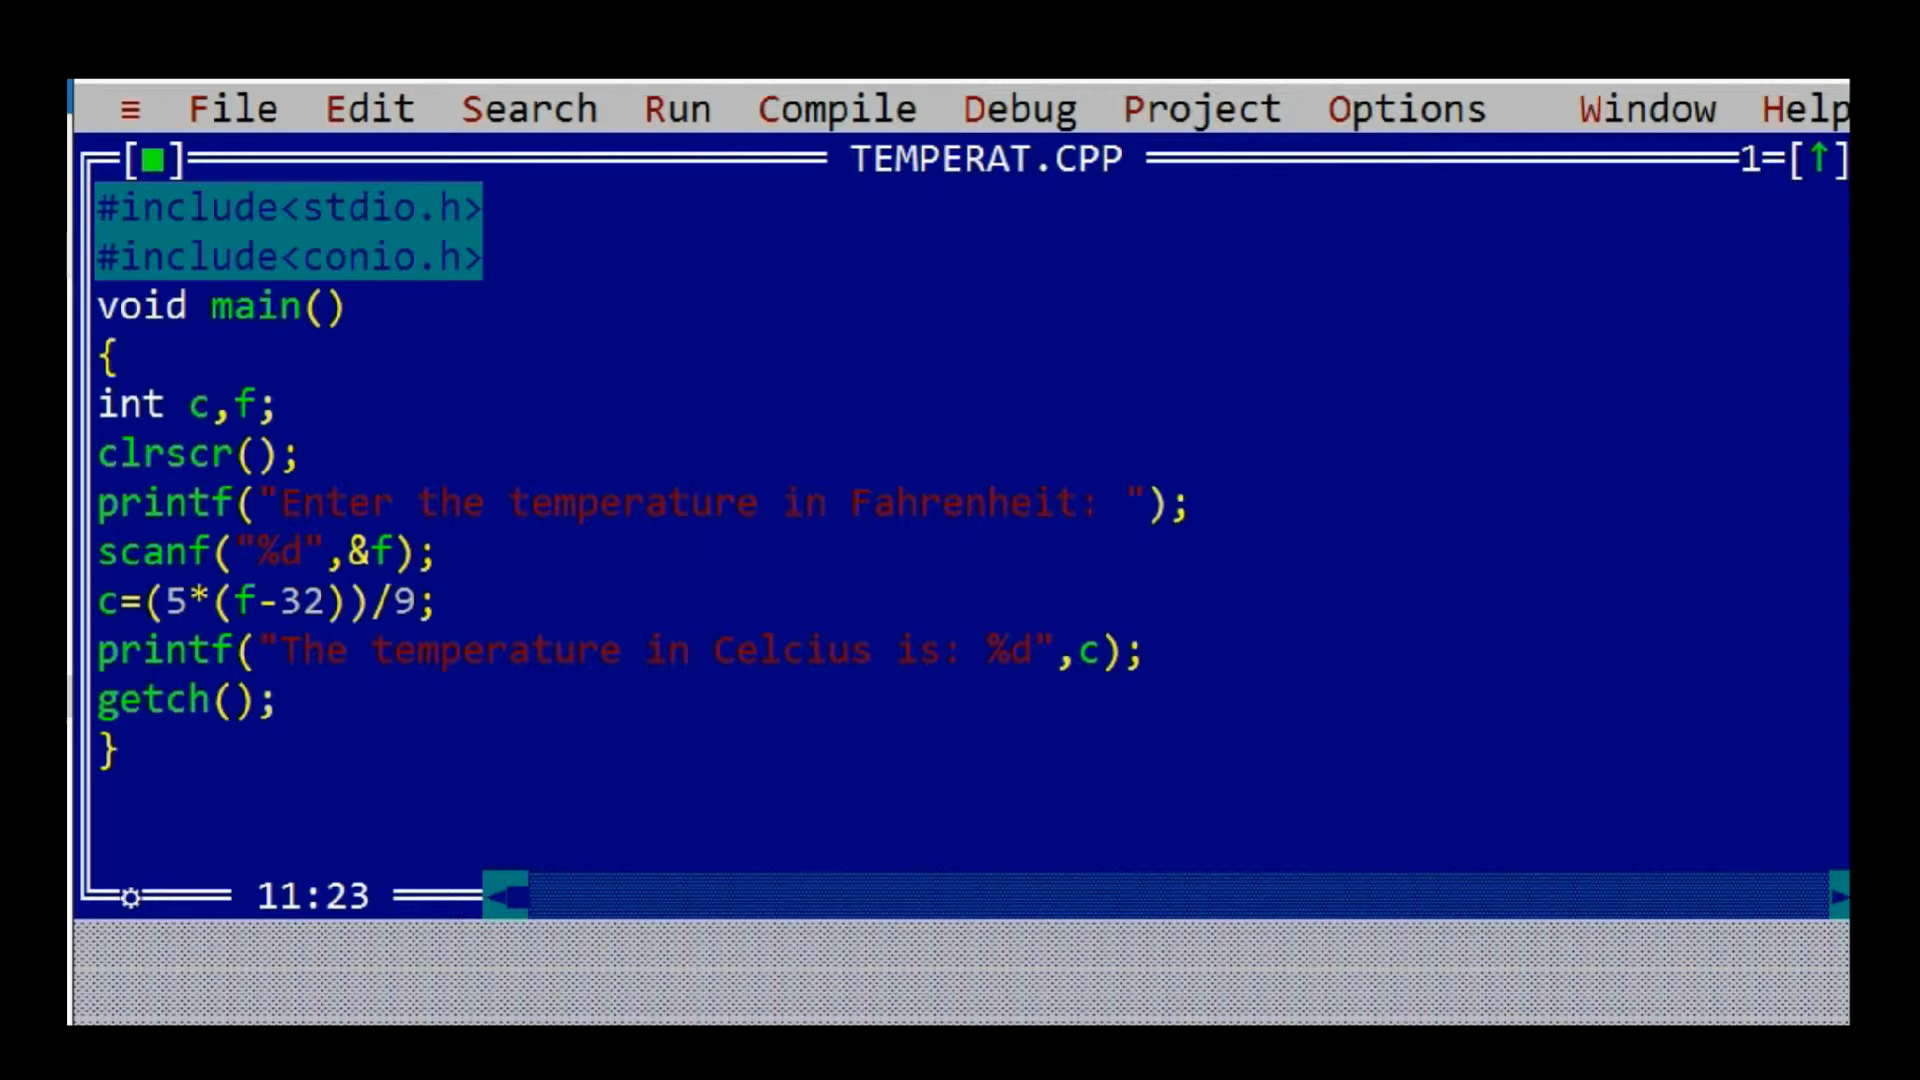 ≡ File Edit Search Run Compile Debug Project Options Window Help
[■] TEMPERAT.CPP 1=[↑]
#include<stdio.h>
#include<conio.h>
void main()
{
int c,f;
clrscr();
printf("Enter the temperature in Fahrenheit: ");
scanf("%d",&f);
c=(5*(f-32))/9;
printf("The temperature in Celcius is: %d",c);
getch();
}
11:23